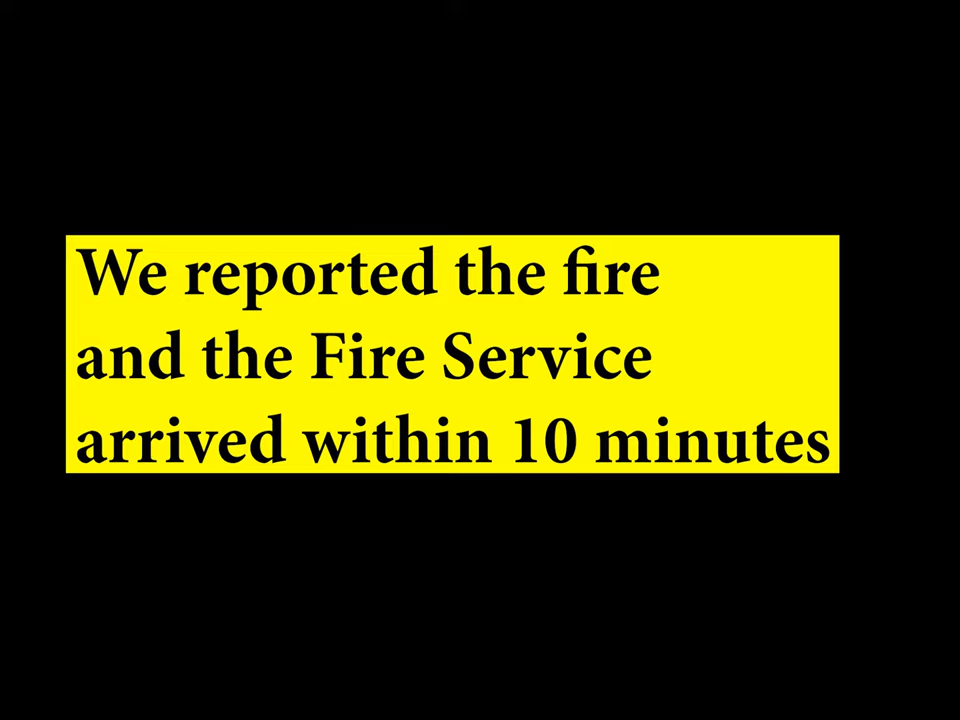 We reported the fire
and the Fire Service
arrived within 10 minutes